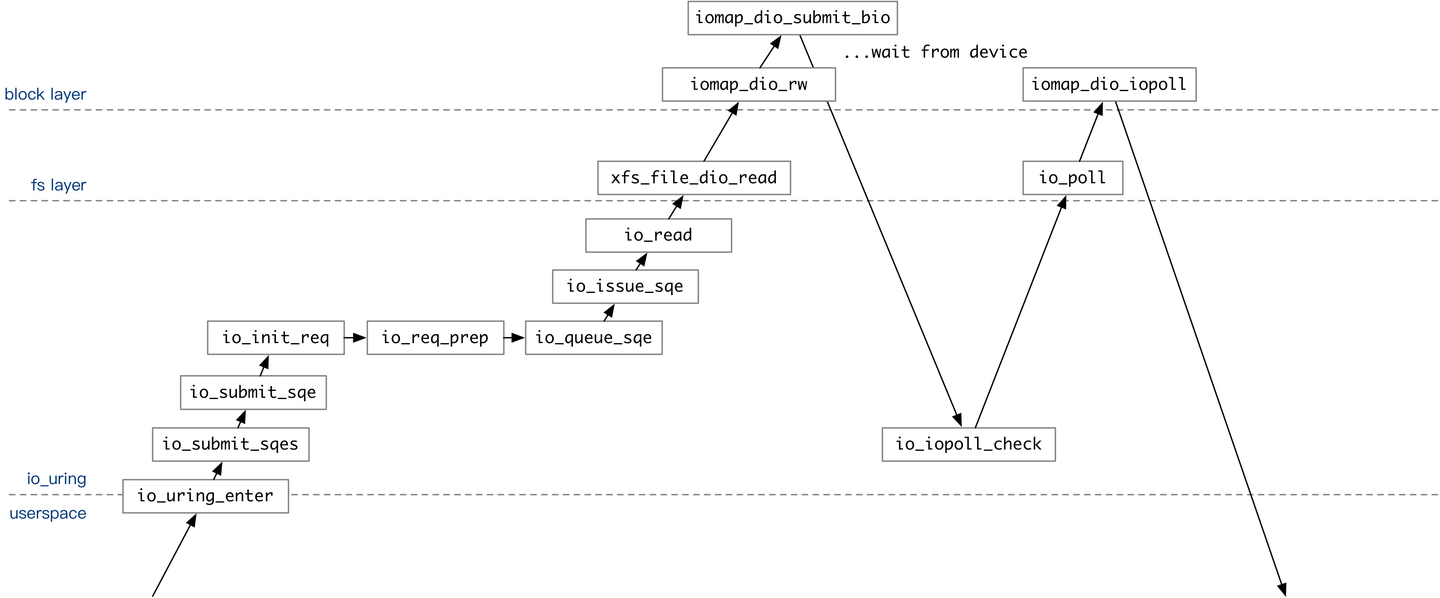 iomap_dio_submit_bio
...wait from device
iomap_dio_rw
iomap_dio_iopoll
block layer
xfs_file_dio_read
io_poll
fs layer
io_read
io_issue_sqe
io_init_req
io_req_prep
io_queue_sqe
io_submit_sqe
io_submit_sqes
io_iopoll_check
io_uring
io_uring_enter
userspace